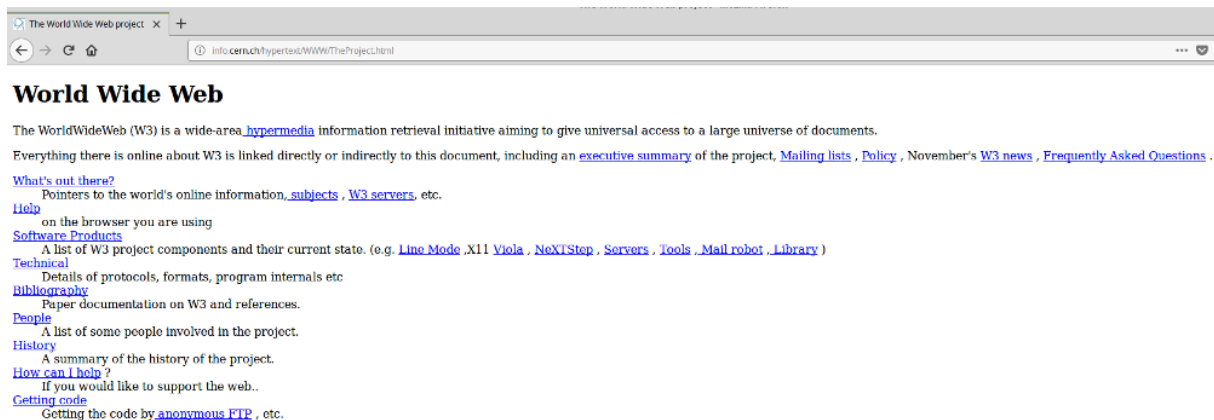 The World Wide Web project
info.cern.ch/hypertext/WWW/TheProject.html
World Wide Web
The WorldWideWeb (W3) is a wide-area hypermedia information retrieval initiative aiming to give universal access to a large universe of documents.
Everything there is online about W3 is linked directly or indirectly to this document, including an executive summary of the project, Mailing lists , Policy , November's W3 news , Frequently Asked Questions .
What's out there?
Pointers to the world's online information, subjects , W3 servers, etc.
Help
on the browser you are using
Software Products
A list of W3 project components and their current state. (e.g. Line Mode ,X11 Viola , NeXTStep , Servers , Tools , Mail robot , Library )
Technical
Details of protocols, formats, program internals etc
Bibliography
Paper documentation on W3 and references.
People
A list of some people involved in the project.
History
A summary of the history of the project.
How can I help ?
If you would like to support the web..
Getting code
Getting the code by anonymous FTP , etc.